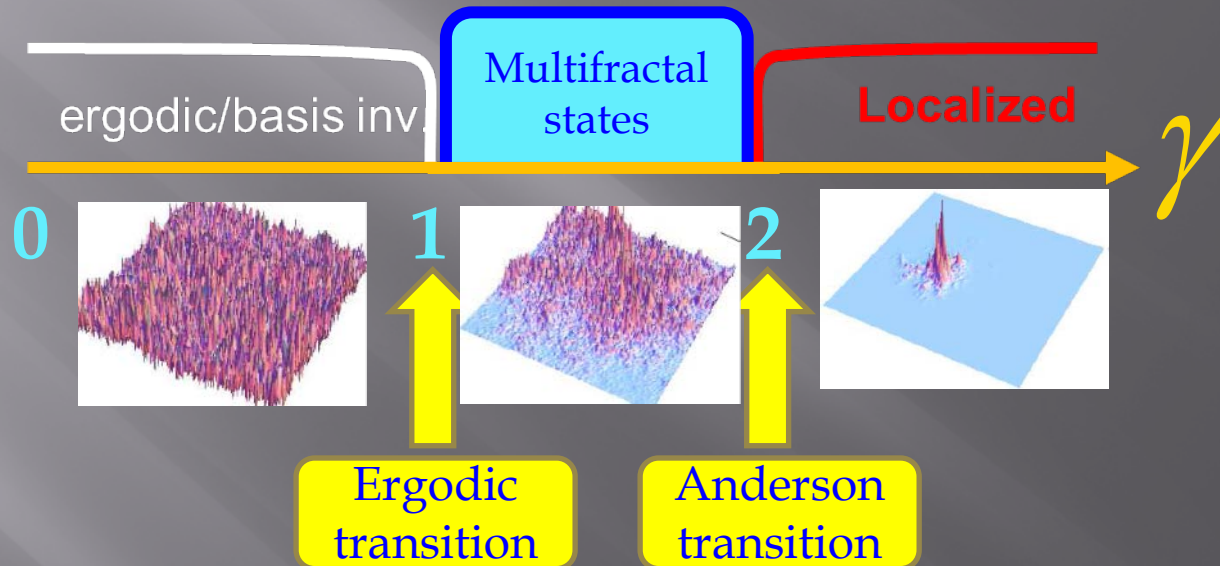 Multifractal
states
ergodic/basis inv.
Localized
γ
0
1
2
Ergodic
transition
Anderson
transition